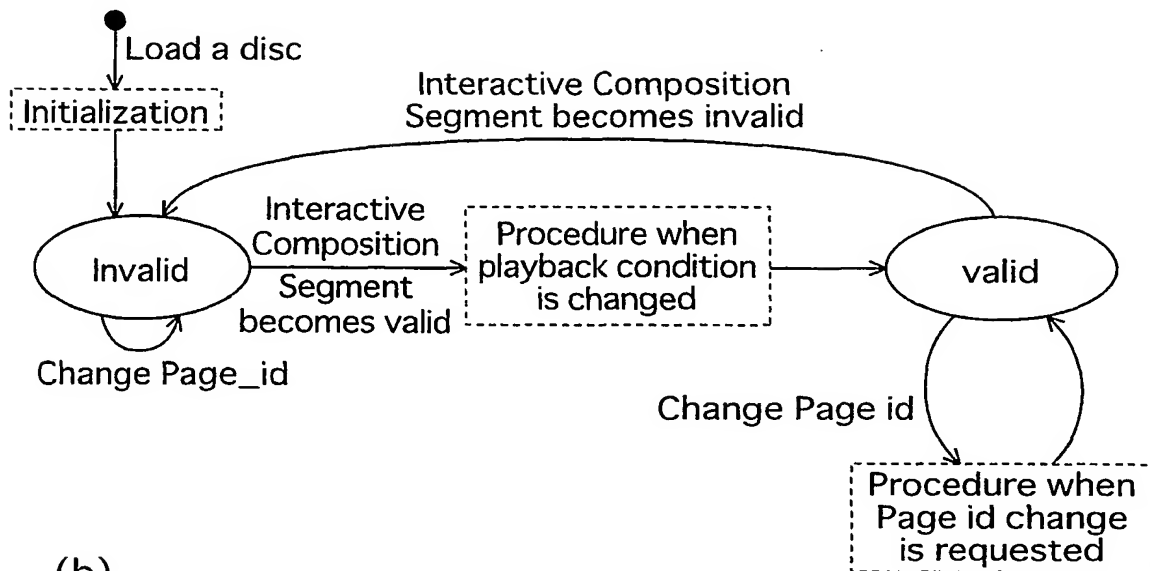 Load a disc
Initialization
Interactive Composition
Segment becomes invalid
Invalid
Interactive
Composition
Segment
becomes valid
Procedure when
playback condition
is changed
valid
Change Page_id
Change Page id
Procedure when
Page id change
is requested
(b)